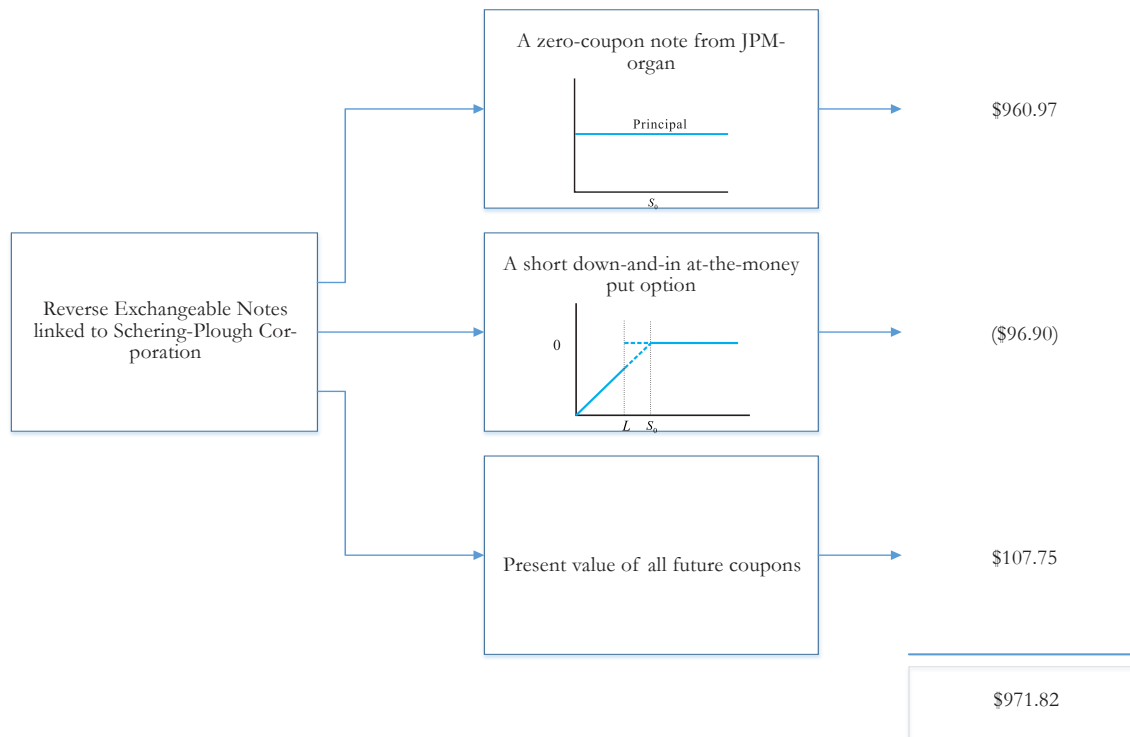 A zero-coupon note from JPM-
organ
Principal
S₀
$960.97
Reverse Exchangeable Notes
linked to Schering-Plough Cor-
poration
A short down-and-in at-the-money
put option
0
L S₀
($96.90)
Present value of all future coupons
$107.75
$971.82